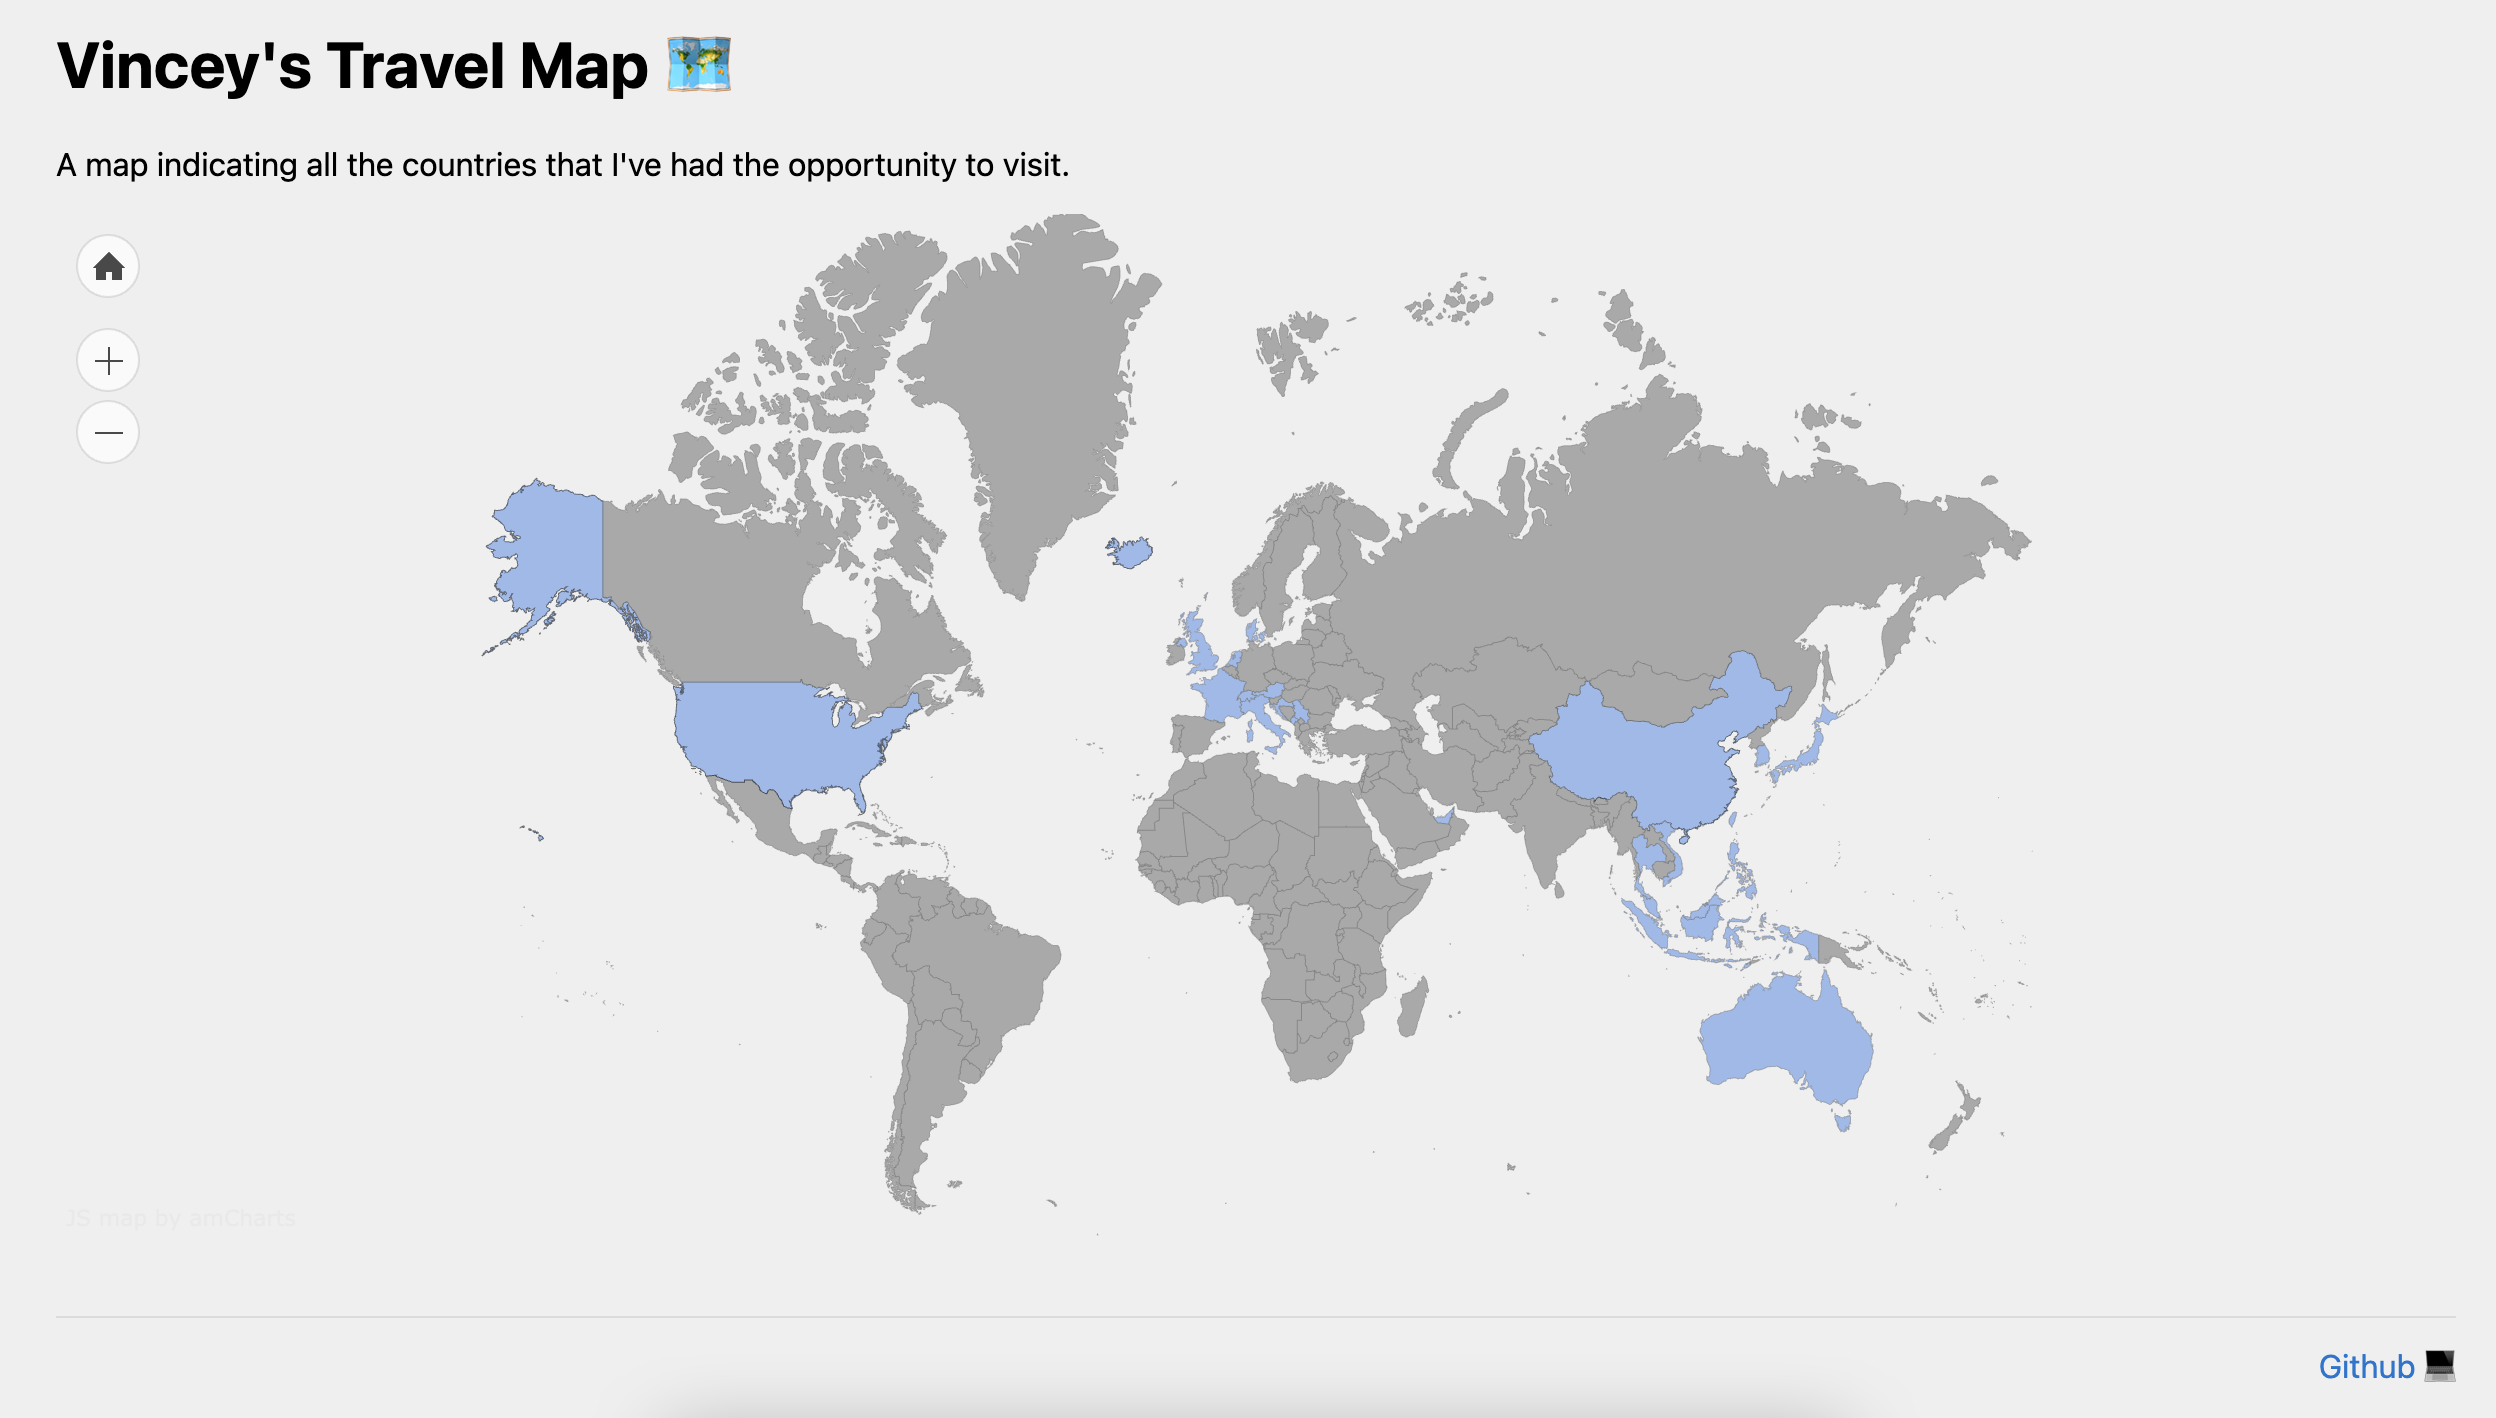 Vincey's Travel Map
A map indicating all the countries that I've had the opportunity to visit.
JS map by amCharts
Github